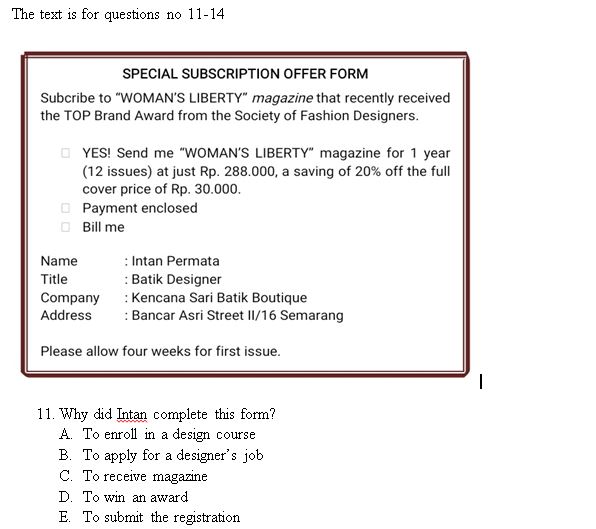 The text is for questions no 11-14
SPECIAL SUBSCRIPTION OFFER FORM
Subcribe to "WOMAN'S LIBERTY" magazine that recently received
the TOP Brand Award from the Society of Fashion Designers.
YES! Send me "WOMAN'S LIBERTY" magazine for 1 year
(12 issues) at just Rp. 288.000, a saving of 20% off the full
cover price of Rp. 30.000.
Payment enclosed
Bill me
Name : Intan Permata
Title : Batik Designer
Company : Kencana Sari Batik Boutique
Address : Bancar Asri Street II/16 Semarang
Please allow four weeks for first issue.
11. Why did Intan complete this form?
A. To enroll in a design course
B. To apply for a designer's job
C. To receive magazine
D. To win an award
E. To submit the registration